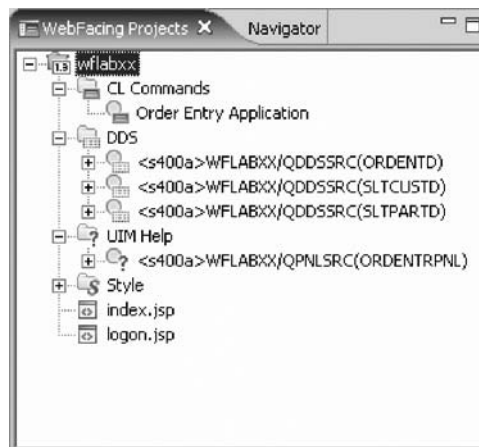 WebFacing Projects Navigator
wflabxx
CL Commands
Order Entry Application
DDS
<s400a>WFLABXX/QDDSSRC(ORDENTD)
<s400a>WFLABXX/QDDSSRC(SLTCUSTD)
<s400a>WFLABXX/QDDSSRC(SLTPARTD)
UIM Help
<s400a>WFLABXX/QPNLSRC(ORDENTRPNL)
Style
index.jsp
logon.jsp